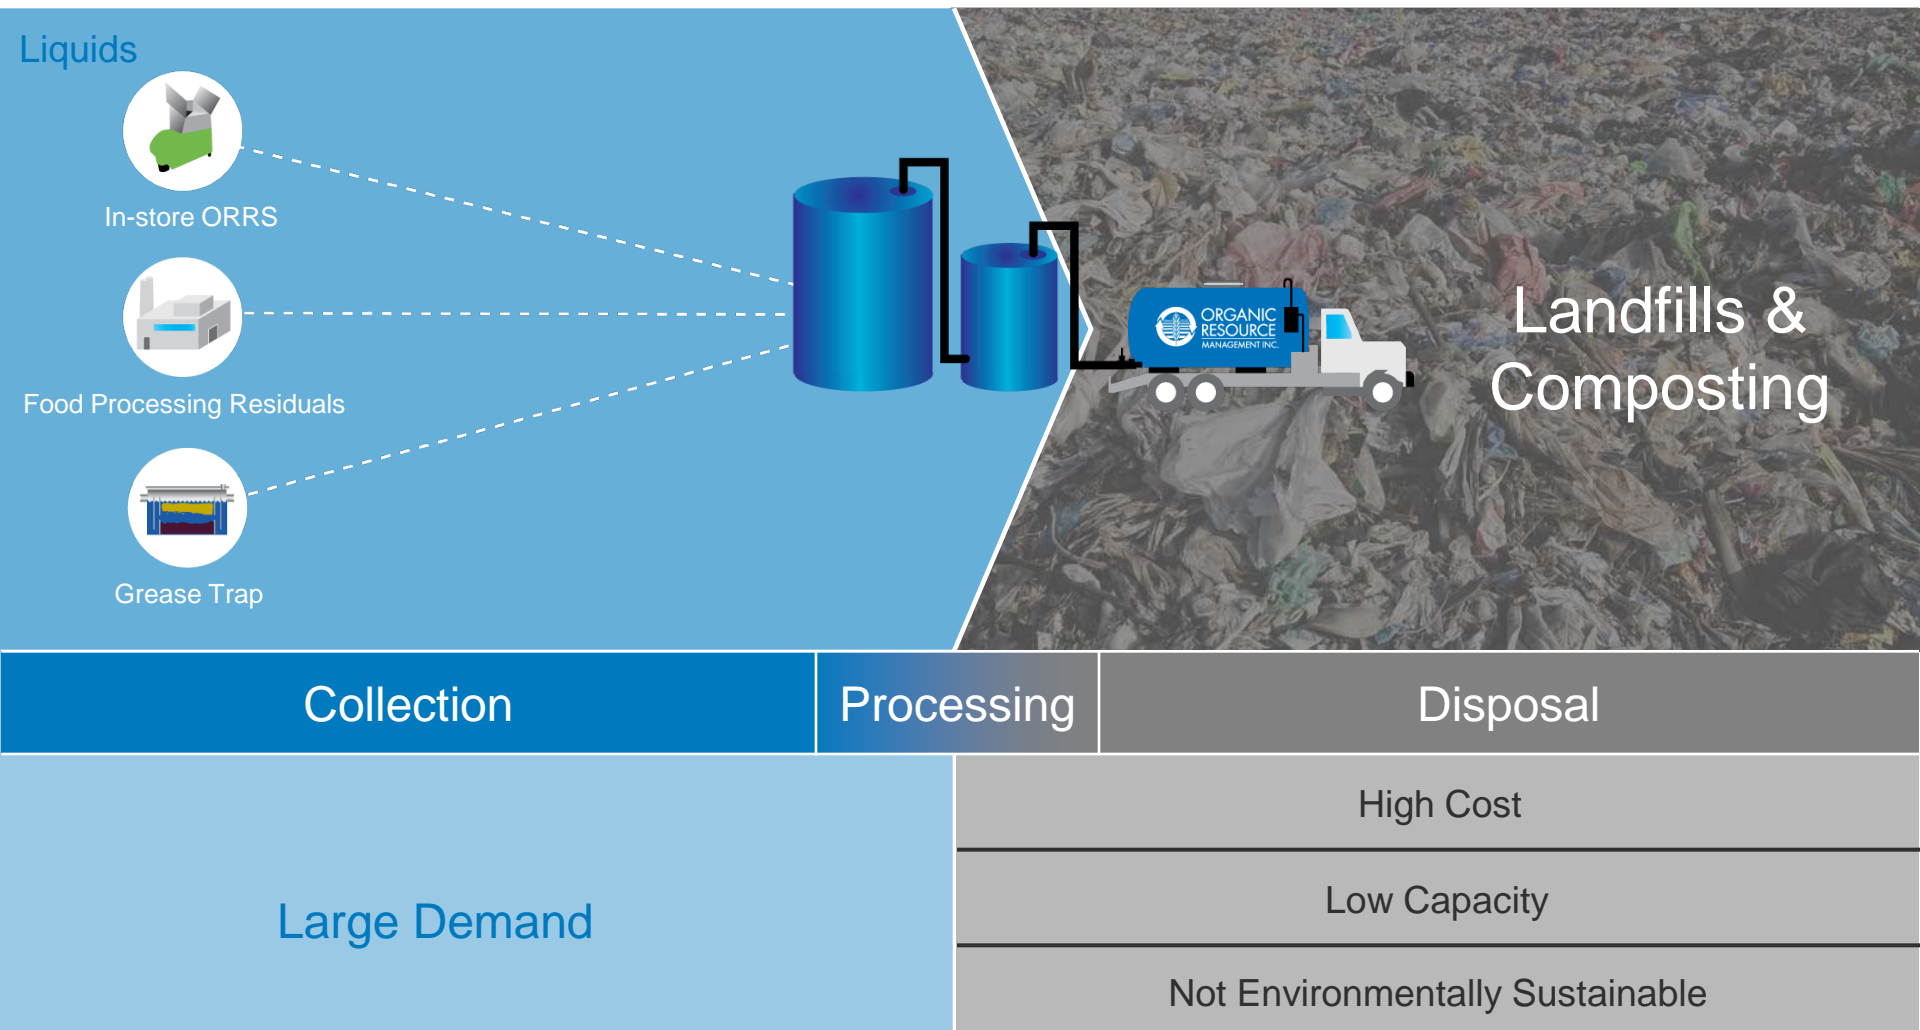 Liquids
In-store ORRS
Food Processing Residuals
Grease Trap
ORGANIC
RESOURCE
MANAGEMENT INC.
Landfills &
Composting
Collection
Processing
Disposal
Large Demand
High Cost
Low Capacity
Not Environmentally Sustainable